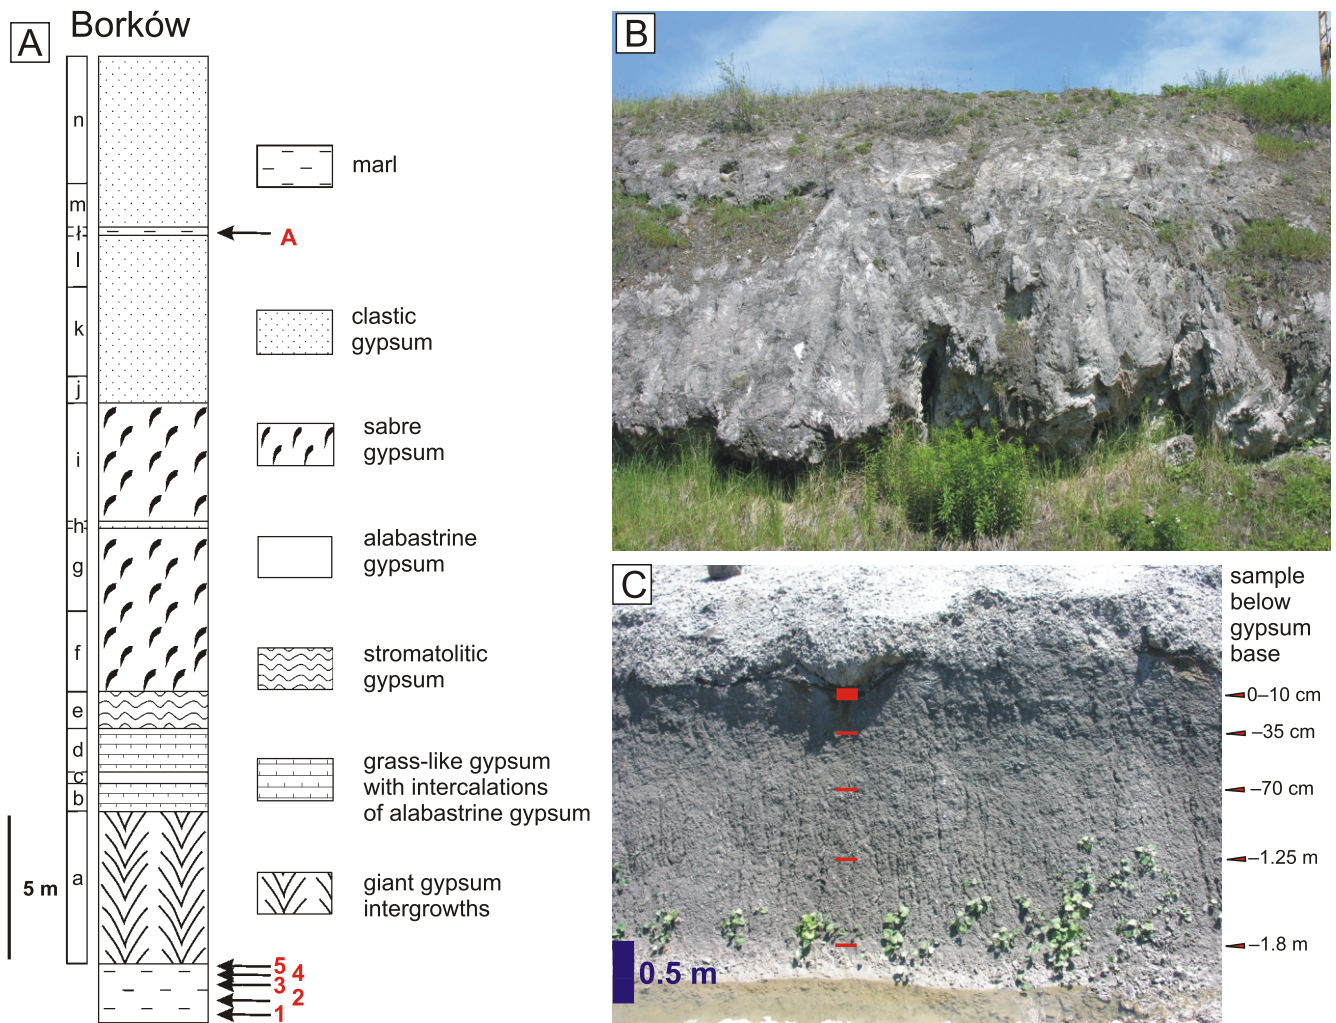 A
Borków
n
m
ł
l
k
j
i
h
g
f
e
d
c
b
a
5 m
A
5
4
3
2
1
marl
clastic
gypsum
sabre
gypsum
alabastrine
gypsum
stromatolitic
gypsum
grass-like gypsum
with intercalations
of alabastrine gypsum
giant gypsum
intergrowths
B
C
0.5 m
sample
below
gypsum
base
0–10 cm
–35 cm
–70 cm
–1.25 m
–1.8 m